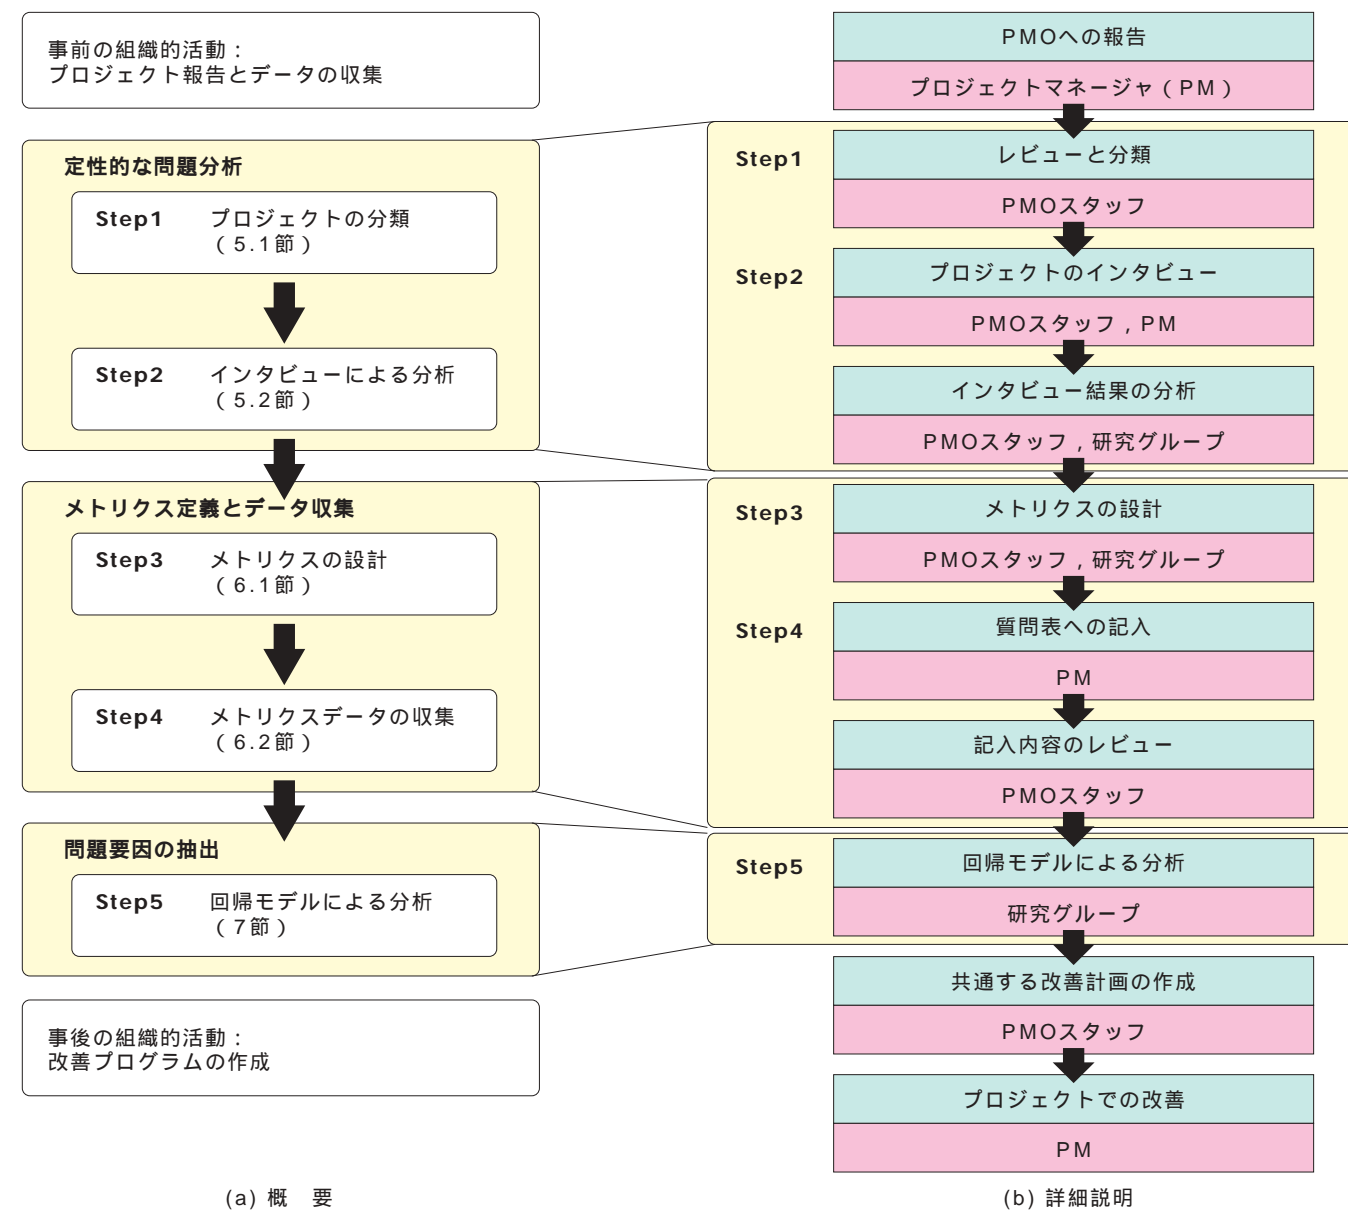 事前の組織的活動：
プロジェクト報告とデータの収集
定性的な問題分析
Step1 プロジェクトの分類
（5.1節）
Step2 インタビューによる分析
（5.2節）
メトリクス定義とデータ収集
Step3 メトリクスの設計
（6.1節）
Step4 メトリクスデータの収集
（6.2節）
問題要因の抽出
Step5 回帰モデルによる分析
（7節）
事後の組織的活動：
改善プログラムの作成
(a) 概　要
PMOへの報告
プロジェクトマネージャ（PM）
Step1 レビューと分類
PMOスタッフ
Step2 プロジェクトのインタビュー
PMOスタッフ，PM
インタビュー結果の分析
PMOスタッフ，研究グループ
Step3 メトリクスの設計
PMOスタッフ，研究グループ
Step4 質問表への記入
PM
記入内容のレビュー
PMOスタッフ
Step5 回帰モデルによる分析
研究グループ
共通する改善計画の作成
PMOスタッフ
プロジェクトでの改善
PM
(b) 詳細説明